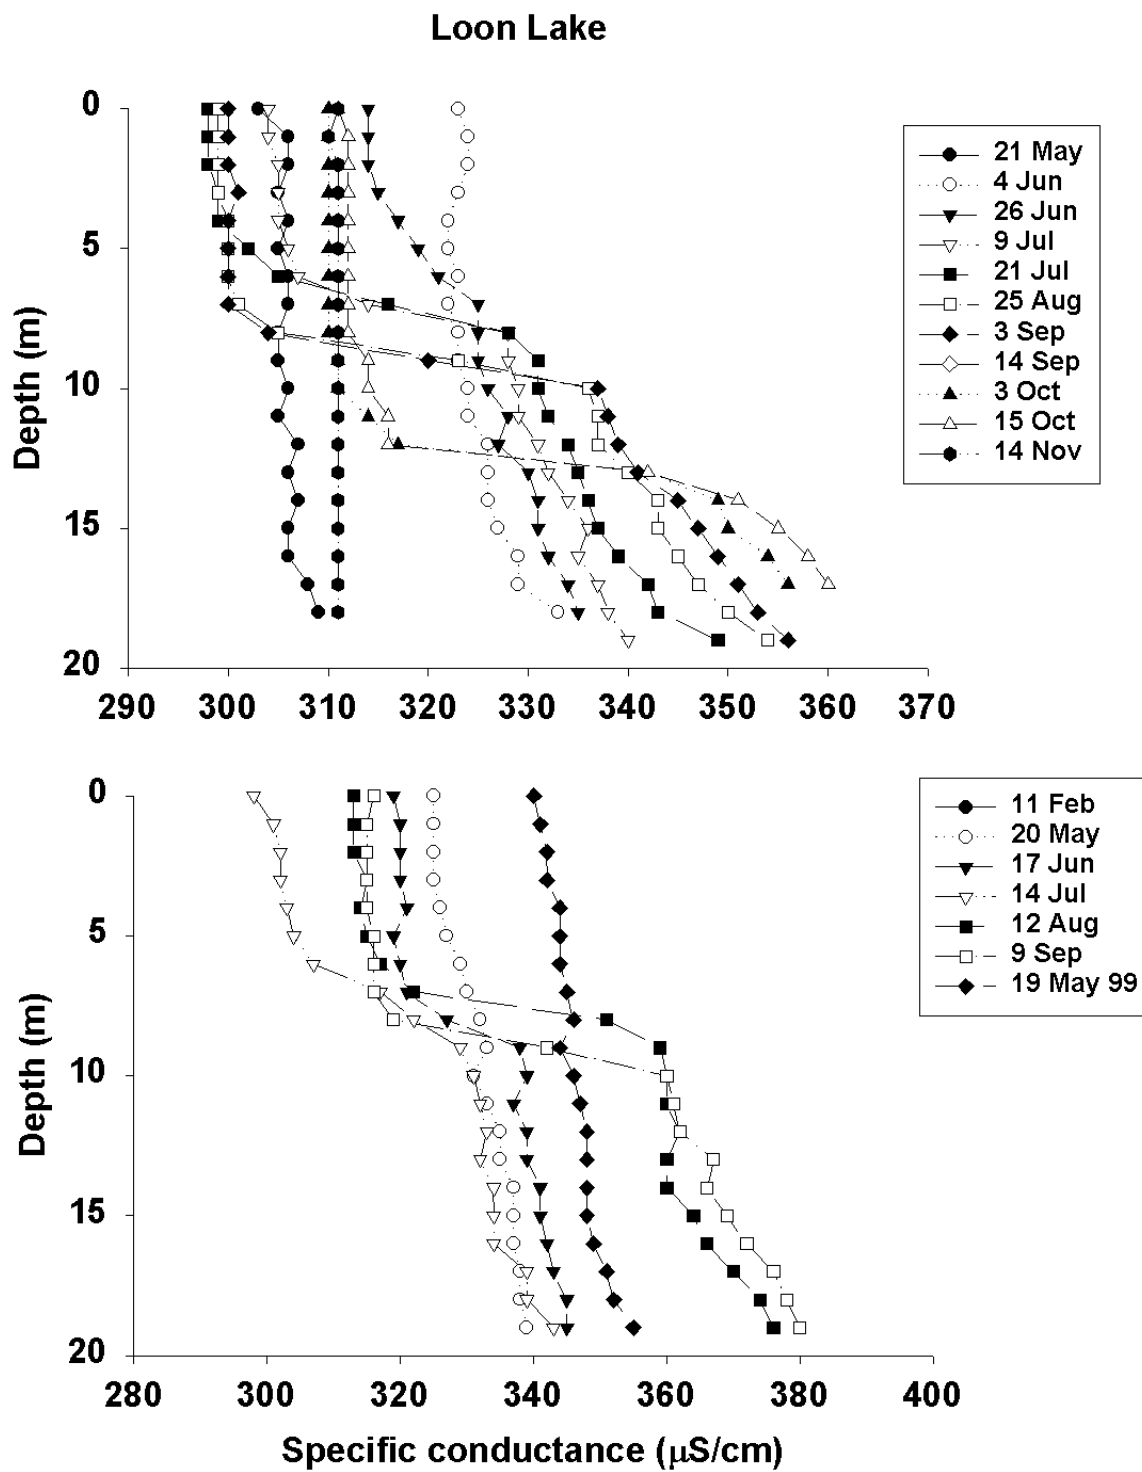 Loon Lake
0
5
10
15
20
Depth (m)
290 300 310 320 330 340 350 360 370
21 May
4 Jun
26 Jun
9 Jul
21 Jul
25 Aug
3 Sep
14 Sep
3 Oct
15 Oct
14 Nov
0
5
10
15
20
Depth (m)
280 300 320 340 360 380 400
Specific conductance (μS/cm)
11 Feb
20 May
17 Jun
14 Jul
12 Aug
9 Sep
19 May 99